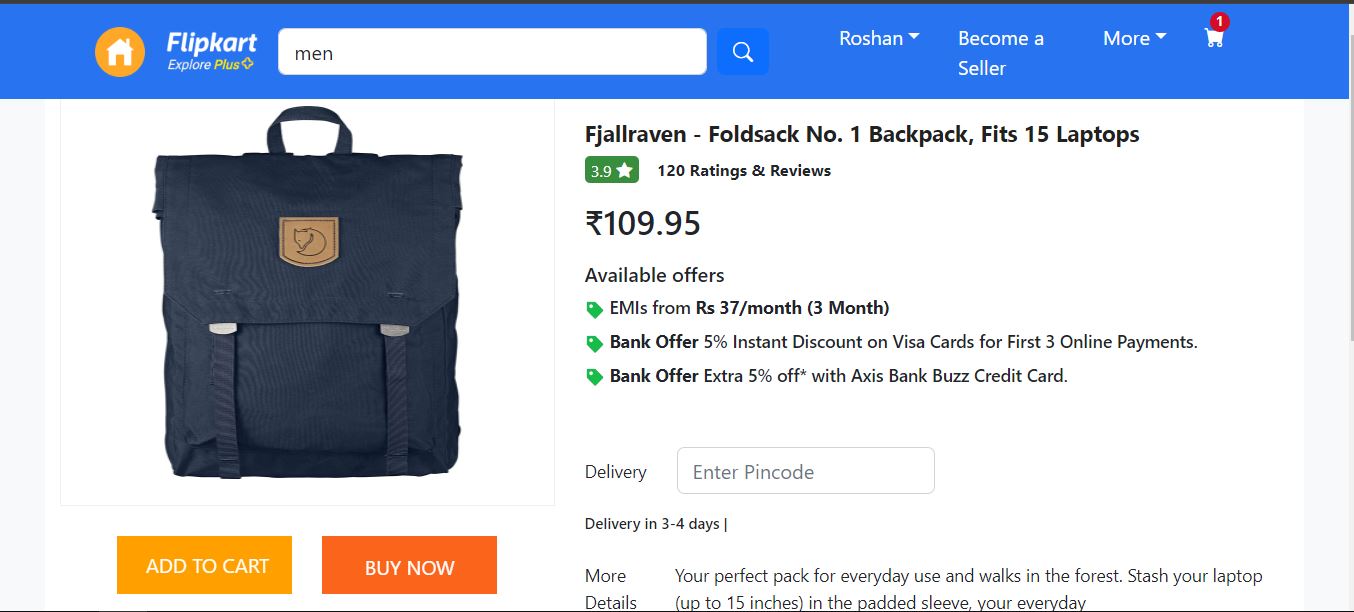 Flipkart
Explore Plus
men
Roshan
Become a
Seller
More
1
Fjallraven - Foldsack No. 1 Backpack, Fits 15 Laptops
3.9
120 Ratings & Reviews
₹109.95
Available offers
EMIs from Rs 37/month (3 Month)
Bank Offer 5% Instant Discount on Visa Cards for First 3 Online Payments.
Bank Offer Extra 5% off* with Axis Bank Buzz Credit Card.
Delivery
Enter Pincode
Delivery in 3-4 days |
ADD TO CART
BUY NOW
More
Details
Your perfect pack for everyday use and walks in the forest. Stash your laptop
(up to 15 inches) in the padded sleeve, your everyday